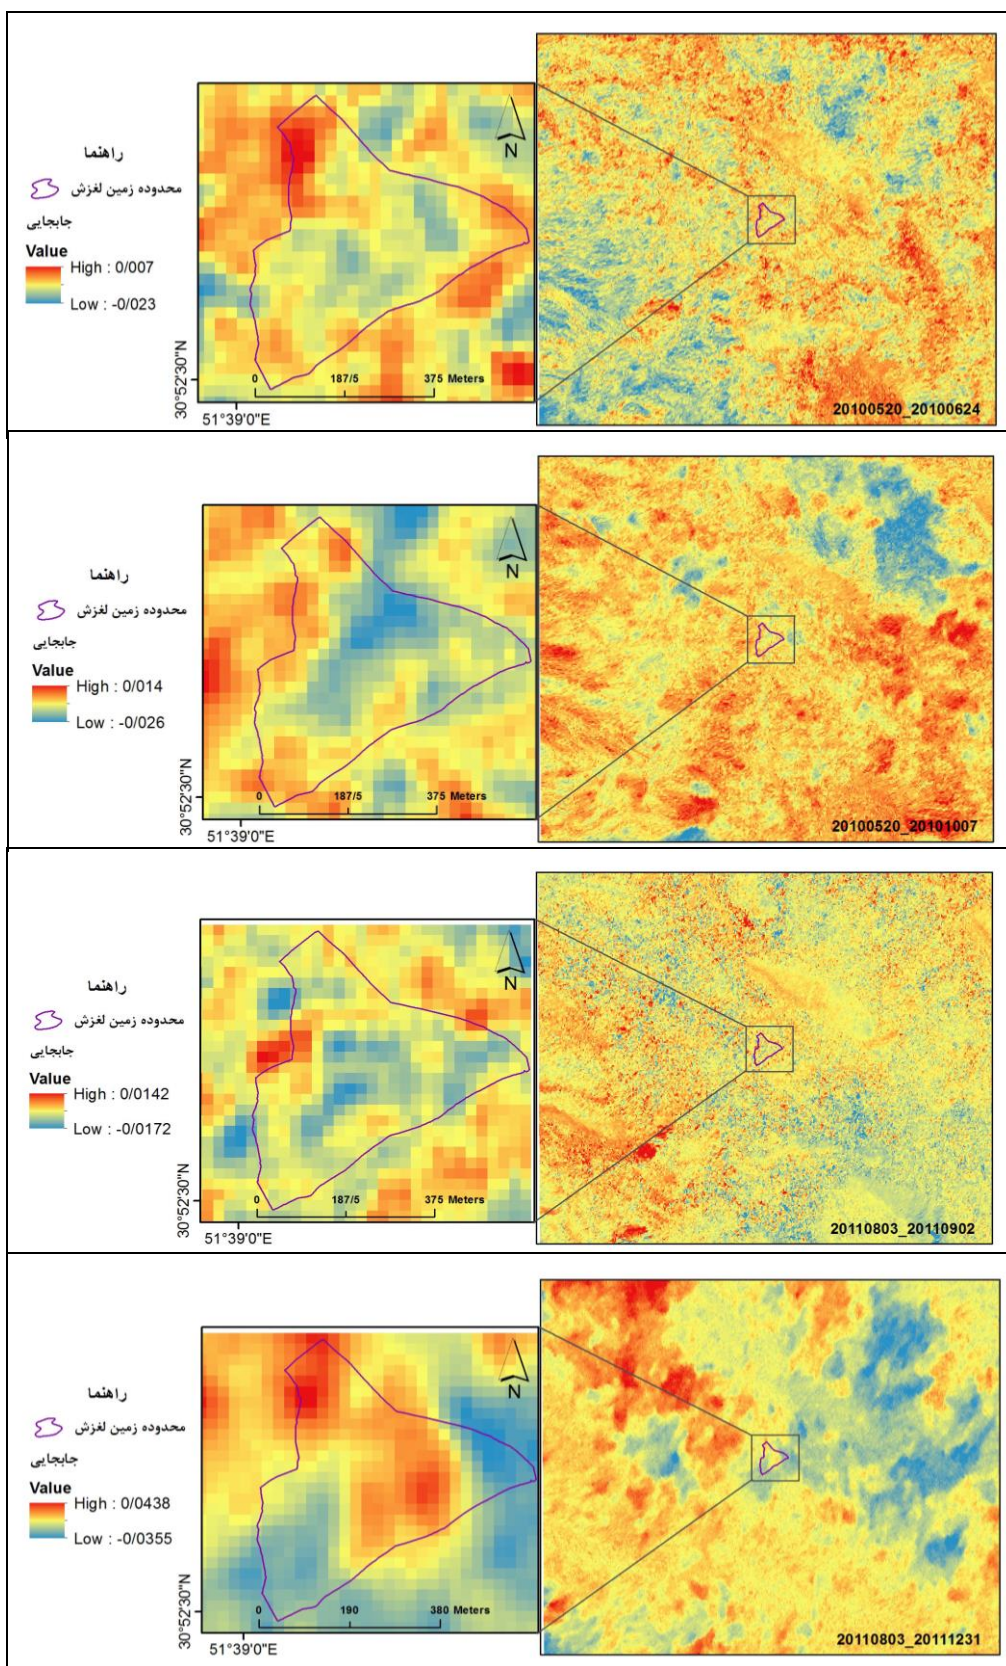 راهنما
محدوده زمین لغزش
جابجایی
Value
High : 0/007
Low : -0/023
N
0 187/5 375 Meters
30°52'30"N
51°39'0"E
20100520_20100624
راهنما
محدوده زمین لغزش
جابجایی
Value
High : 0/014
Low : -0/026
N
0 187/5 375 Meters
30°52'30"N
51°39'0"E
20100520_20101007
راهنما
محدوده زمین لغزش
جابجایی
Value
High : 0/0142
Low : -0/0172
N
0 187/5 375 Meters
30°52'30"N
51°39'0"E
20110803_20110902
راهنما
محدوده زمین لغزش
جابجایی
Value
High : 0/0438
Low : -0/0355
N
0 190 380 Meters
30°52'30"N
51°39'0"E
20110803_20111231